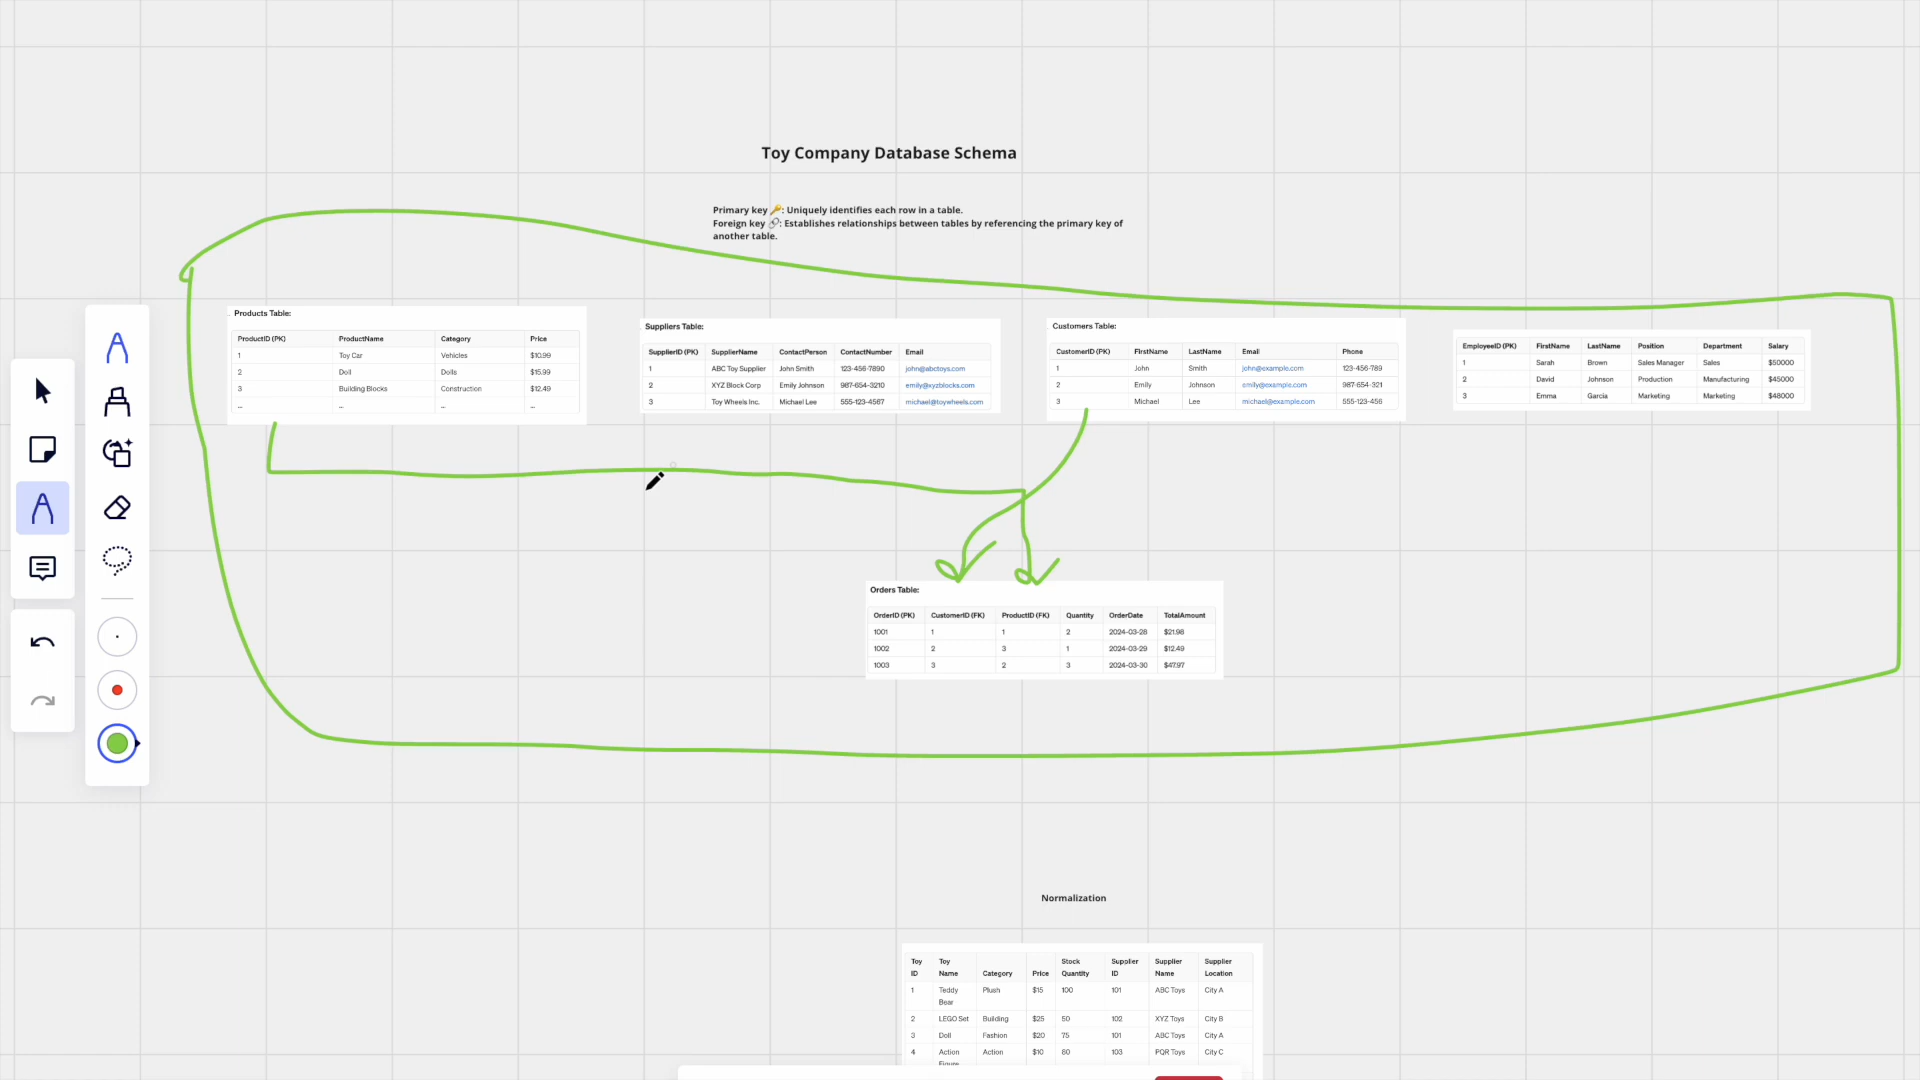 Toy Company Database Schema
Primary key 🔑: Uniquely identifies each row in a table.
Foreign key 🔗: Establishes relationships between tables by referencing the primary key of
another table.
Products Table:
ProductID (PK) ProductName Category Price
1 Toy Car Vehicles $10.99
2 Doll Dolls $15.99
3 Building Blocks Construction $12.49
... ... ... ...
Suppliers Table:
SupplierID (PK) SupplierName ContactPerson ContactNumber Email
1 ABC Toy Supplier John Smith 123-456-7890 john@abctoys.com
2 XYZ Block Corp Emily Johnson 987-654-3210 emily@xyzblocks.com
3 Toy Wheels Inc. Michael Lee 555-123-4567 michael@toywheels.com
Customers Table:
CustomerID (PK) FirstName LastName Email Phone
1 John Smith john@example.com 123-456-789
2 Emily Johnson emily@example.com 987-654-321
3 Michael Lee michael@example.com 555-123-456
EmployeeID (PK) FirstName LastName Position Department Salary
1 Sarah Brown Sales Manager Sales $50000
2 David Johnson Production Manufacturing $45000
3 Emma Garcia Marketing Marketing $48000
Orders Table:
OrderID (PK) CustomerID (FK) ProductID (FK) Quantity OrderDate TotalAmount
1001 1 1 2 2024-03-28 $21.98
1002 2 3 1 2024-03-29 $12.49
1003 3 2 3 2024-03-30 $47.97
Normalization
Toy Toy Stock Supplier Supplier Supplier
ID Name Category Price Quantity ID Name Location
1 Teddy Plush $15 100 101 ABC Toys City A
Bear
2 LEGO Set Building $25 50 102 XYZ Toys City B
3 Doll Fashion $20 75 101 ABC Toys City A
4 Action Action $10 80 103 PQR Toys City C
Figure